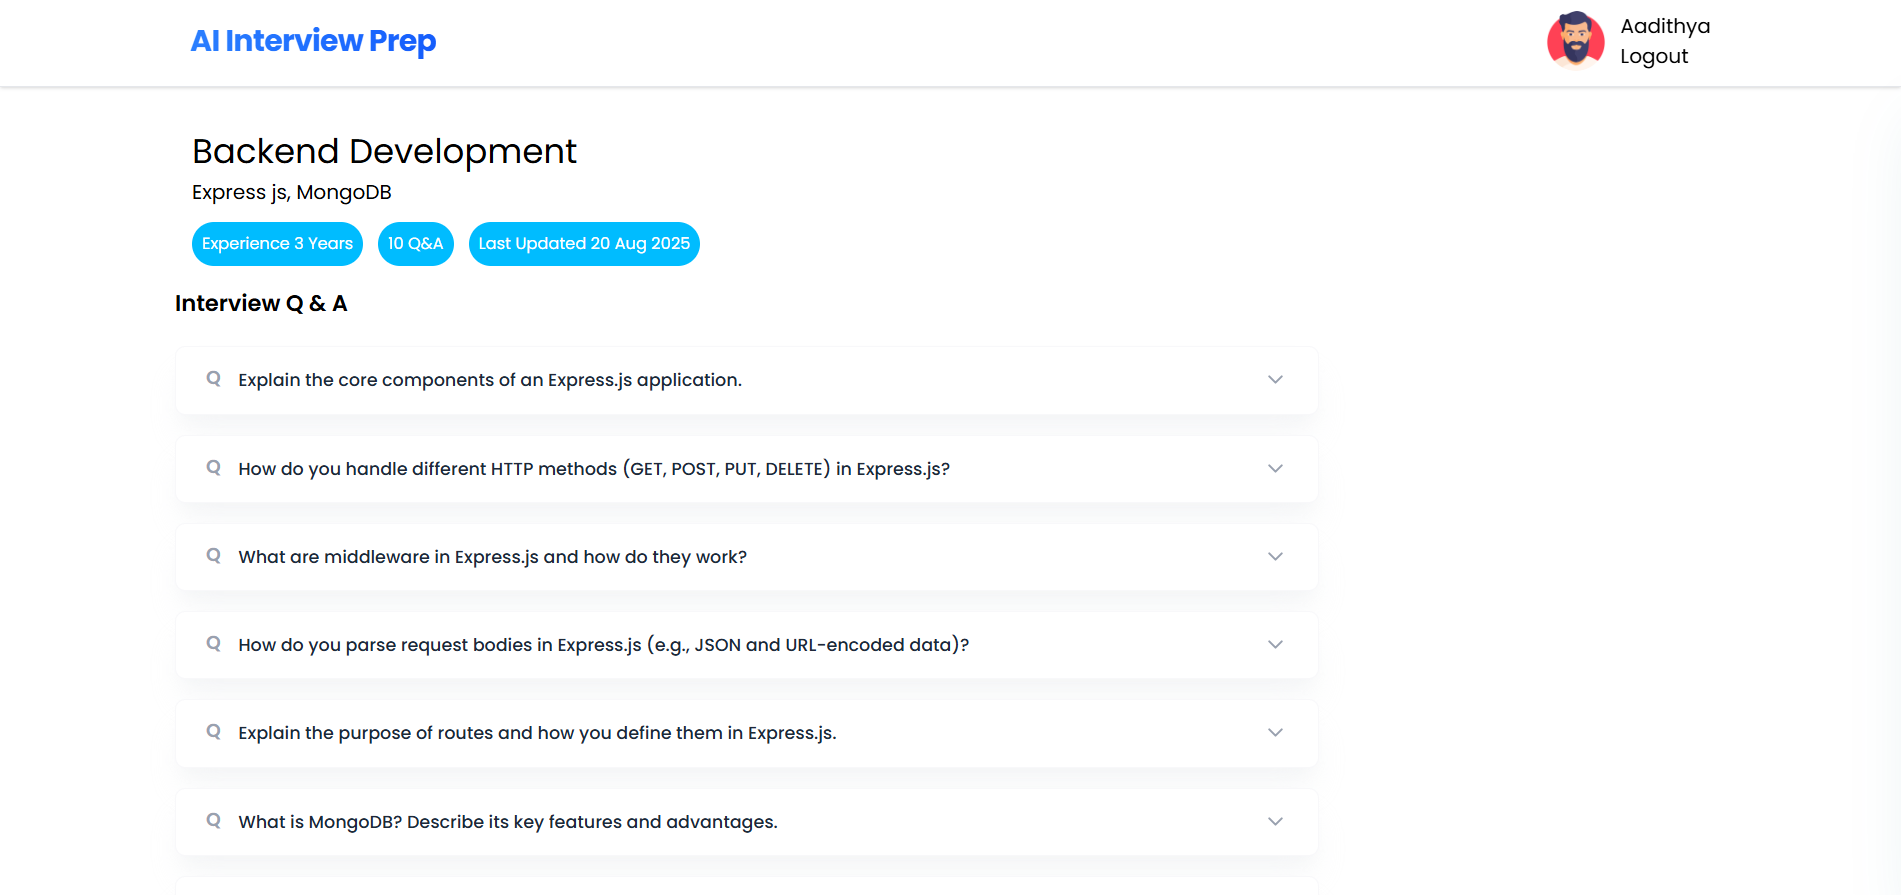 AI Interview Prep
Aadithya
Logout
Backend Development
Express js, MongoDB
Experience 3 Years
10 Q&A
Last Updated 20 Aug 2025
Interview Q & A
Q Explain the core components of an Express.js application.
Q How do you handle different HTTP methods (GET, POST, PUT, DELETE) in Express.js?
Q What are middleware in Express.js and how do they work?
Q How do you parse request bodies in Express.js (e.g., JSON and URL-encoded data)?
Q Explain the purpose of routes and how you define them in Express.js.
Q What is MongoDB? Describe its key features and advantages.